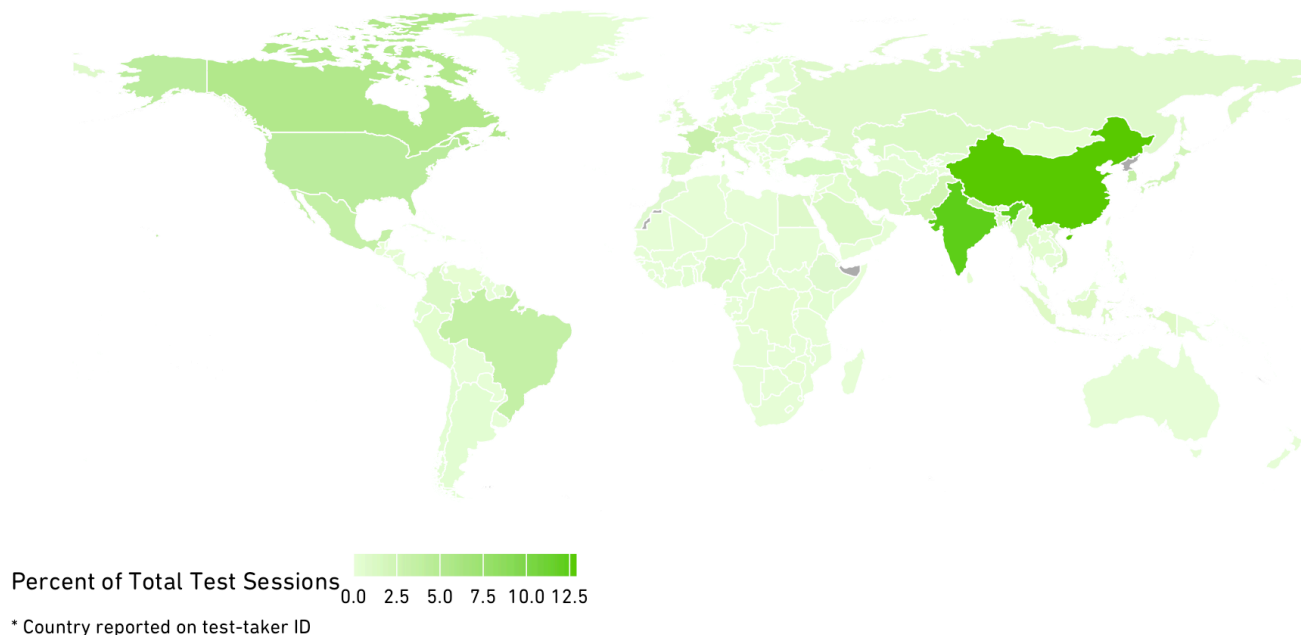 Percent of Total Test Sessions
0.0 2.5 5.0 7.5 10.0 12.5
* Country reported on test-taker ID